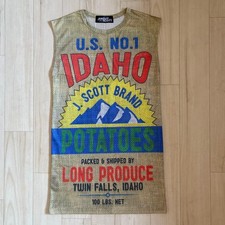 U.S. NO.1
IDAHO
J. SCOTT BRAND
POTATOES
PACKED & SHIPPED BY
LONG PRODUCE
TWIN FALLS, IDAHO
100 LBS. NET